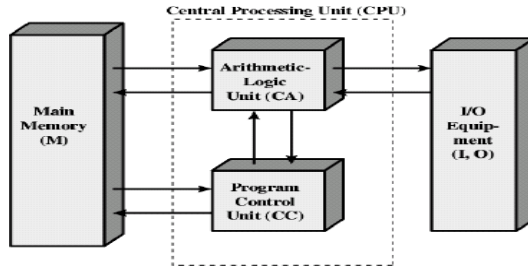 Central Processing Unit (CPU)
Arithmetic-
Logic
Unit (CA)
Main
Memory
(M)
I/O
Equip-
ment
(I, O)
Program
Control
Unit (CC)